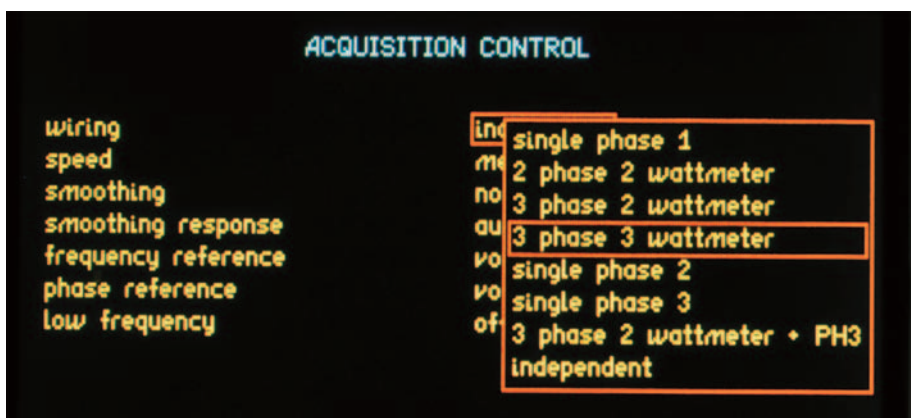 ACQUISITION CONTROL
wiring
speed
smoothing
smoothing response
frequency reference
phase reference
low frequency
single phase 1
2 phase 2 wattmeter
3 phase 2 wattmeter
3 phase 3 wattmeter
single phase 2
single phase 3
3 phase 2 wattmeter + PH3
independent